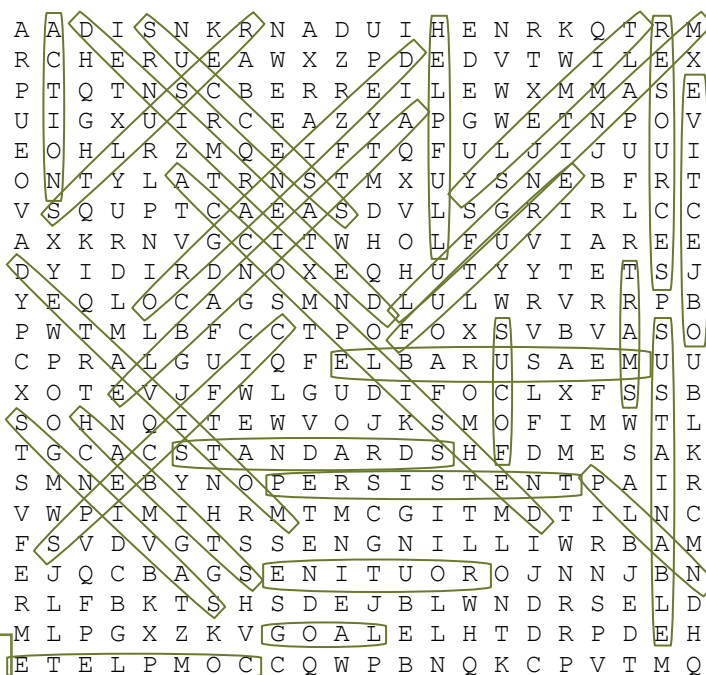 A A D I S N K R N A D U I H E N R K Q T R M
R C H E R U E A W X Z P D E D V T W I L E X
P T Q T N S C B E R R E I L E W X M M A S E
U I G X U I R C E A Z Y A P G W E T N P O V
E O H L R Z M Q E I F T Q F U L J I J U U I
O N T Y L A T R N S T M X U Y S N E B F R T
V S Q U P T C A E A S D V L S G R I R L C C
A X K R N V G C I T W H O L F U V I A R E E
D Y I D I R D N O X E Q H U T Y Y T E T S J
Y E Q L O C A G S M N D L U L W R V R R P B
P W T M L B F C C T P O F O X S V B V A S O
C P R A L G U I Q F E L B A R U S A E M U U
X O T E V J F W L G U D I F O C L X F S S B
S O H N Q I T E W V O J K S M O F I M W T L
T G C A C S T A N D A R D S H F D M E S A K
S M N E B Y N O P E R S I S T E N T P A I R
V W P I M I H R M T M C G I T M D T I L N C
F S V D V G T S S E N G N I L L I W R B A M
E J Q C B A G S E N I T U O R O J N N J B N
R L F B K T S H S D E J B L W N D R S E L D
M L P G X Z K V G O A L E L H T D R P D E H
E T E L P M O C C Q W P B N Q K C P V T M Q